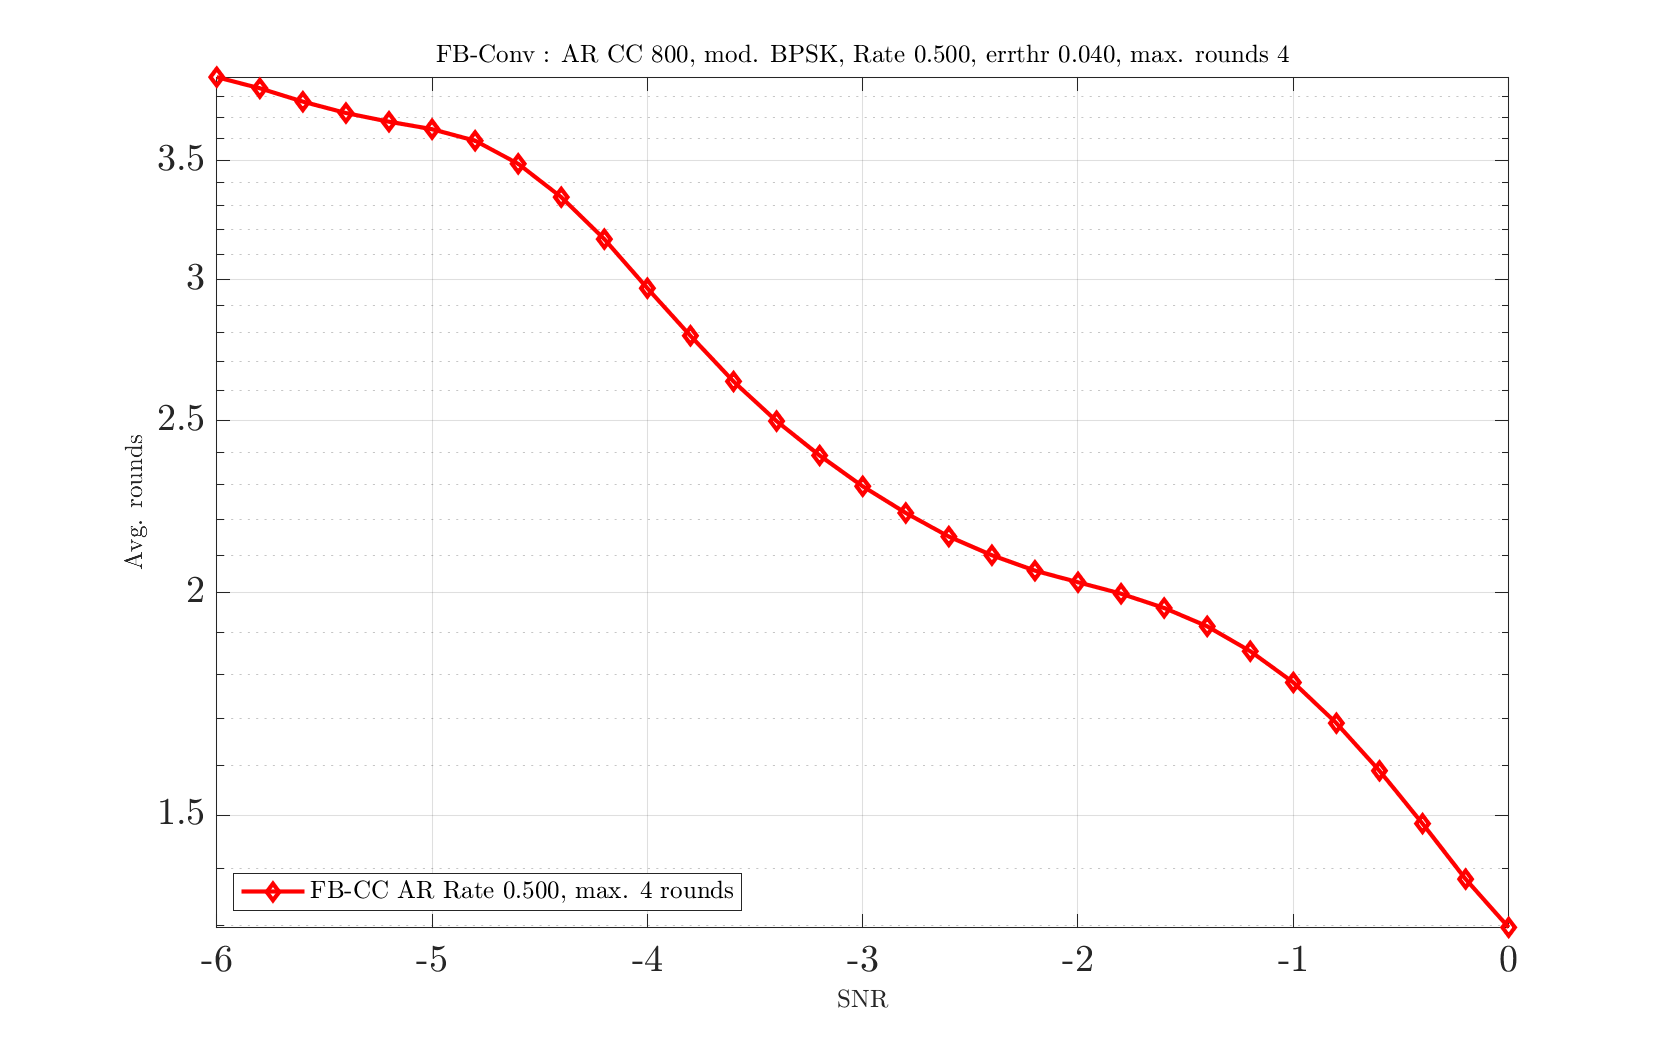 FB-Conv : AR CC 800, mod. BPSK, Rate 0.500, errthr 0.040, max. rounds 4
3.5
3
2.5
2
1.5
Avg. rounds
FB-CC AR Rate 0.500, max. 4 rounds
-6 -5 -4 -3 -2 -1 0
SNR